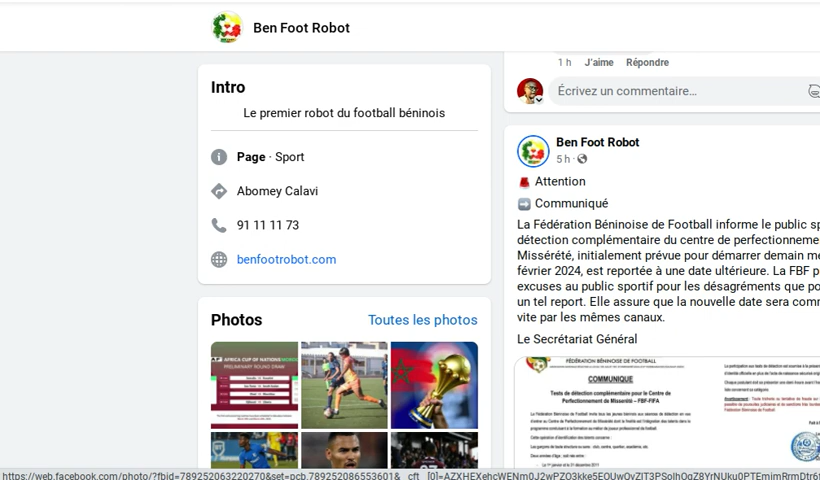 Ben Foot Robot
Intro
Le premier robot du football béninois
Page · Sport
Abomey Calavi
91 11 11 73
benfootrobot.com
Photos
Toutes les photos
AFRICA CUP OF NATIONS
PRELIMINARY ROUND DRAW
1 h J'aime Répondre
Écrivez un commentaire…
Ben Foot Robot
5 h ·
Attention
Communiqué
La Fédération Béninoise de Football informe le public
détection complémentaire du centre de
Missérété, initialement prévue pour démarrer demain
février 2024, est reportée à une date ultérieure. La FBF
excuses au public sportif pour les désagréments que
un tel report. Elle assure que la nouvelle date sera
vite par les mêmes canaux.
Le Secrétariat Général
FÉDÉRATION BÉNINOISE DE FOOTBALL
COMMUNIQUE
Tests de détection complémentaire pour le Centre de
Perfectionnement de Missérété – FBF-FIFA